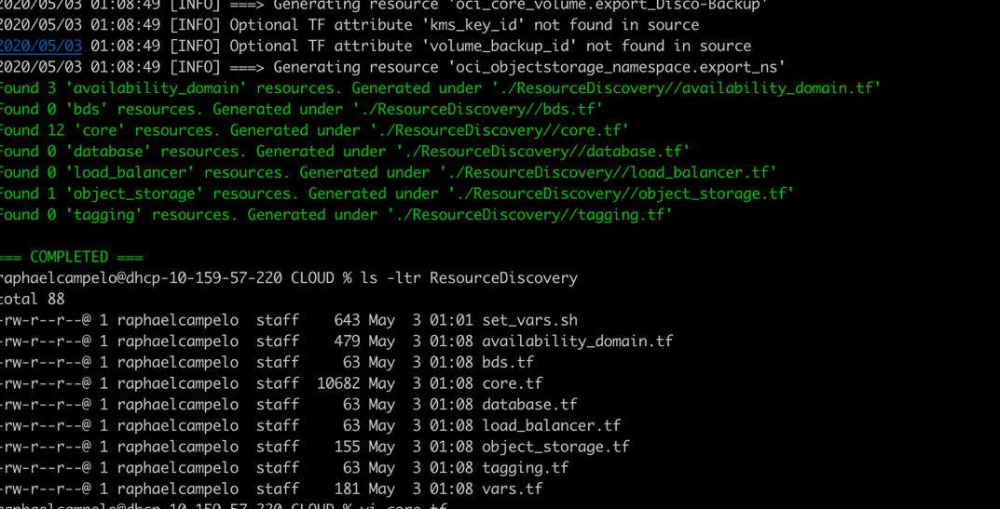 2020/05/03 01:08:49 [INFO] ===> Generating resource 'oci_core_volume.export_Disco-Backup'
2020/05/03 01:08:49 [INFO] Optional TF attribute 'kms_key_id' not found in source
2020/05/03 01:08:49 [INFO] Optional TF attribute 'volume_backup_id' not found in source
2020/05/03 01:08:49 [INFO] ===> Generating resource 'oci_objectstorage_namespace.export_ns'
Found 3 'availability_domain' resources. Generated under './ResourceDiscovery//availability_domain.tf'
Found 0 'bds' resources. Generated under './ResourceDiscovery//bds.tf'
Found 12 'core' resources. Generated under './ResourceDiscovery//core.tf'
Found 0 'database' resources. Generated under './ResourceDiscovery//database.tf'
Found 0 'load_balancer' resources. Generated under './ResourceDiscovery//load_balancer.tf'
Found 1 'object_storage' resources. Generated under './ResourceDiscovery//object_storage.tf'
Found 0 'tagging' resources. Generated under './ResourceDiscovery//tagging.tf'
=== COMPLETED ===
raphaelcampelo@dhcp-10-159-57-220 CLOUD % ls -ltr ResourceDiscovery
total 88
-rw-r--r--@ 1 raphaelcampelo  staff    643 May  3 01:01 set_vars.sh
-rw-r--r--@ 1 raphaelcampelo  staff    479 May  3 01:08 availability_domain.tf
-rw-r--r--@ 1 raphaelcampelo  staff     63 May  3 01:08 bds.tf
-rw-r--r--@ 1 raphaelcampelo  staff  10682 May  3 01:08 core.tf
-rw-r--r--@ 1 raphaelcampelo  staff     63 May  3 01:08 database.tf
-rw-r--r--@ 1 raphaelcampelo  staff     63 May  3 01:08 load_balancer.tf
-rw-r--r--@ 1 raphaelcampelo  staff    155 May  3 01:08 object_storage.tf
-rw-r--r--@ 1 raphaelcampelo  staff     63 May  3 01:08 tagging.tf
-rw-r--r--@ 1 raphaelcampelo  staff    181 May  3 01:08 vars.tf
raphaelcampelo@dhcp-10-159-57-220 CLOUD % vi core.tf